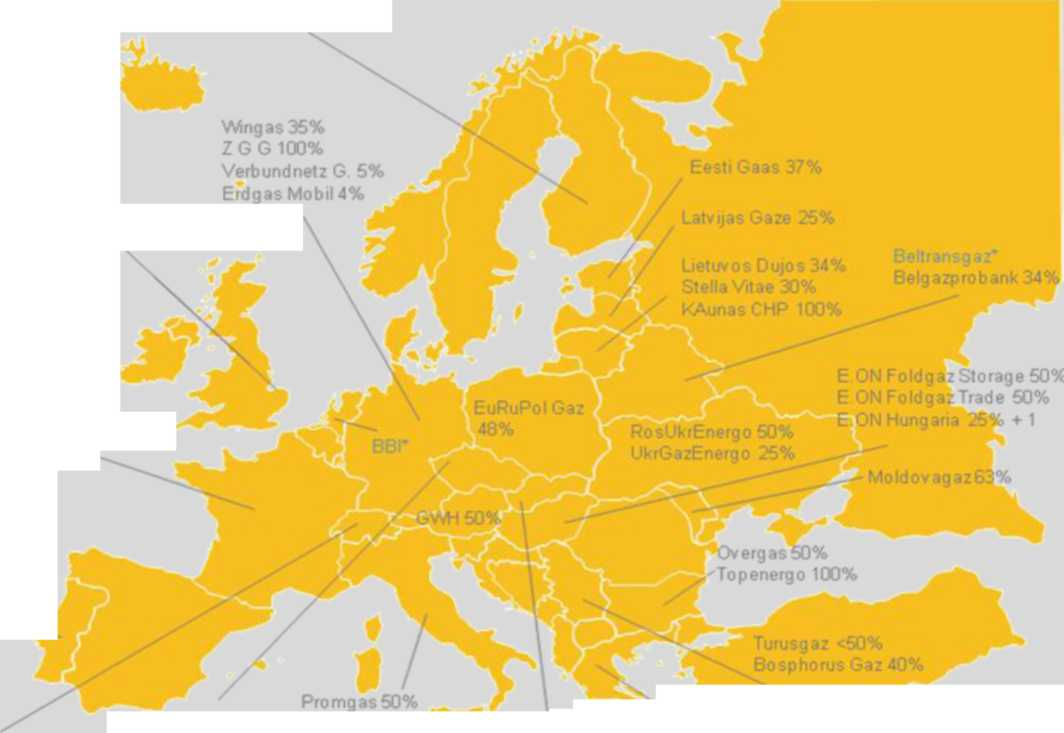 Wingas 35%
Z G G 100%
Verbundnetz G. 5%
Erdgas Mobil 4%
Eesti Gaas 37%
Latvijas Gaze 25%
Lietuvos Dujos 34%
Stella Vitae 30%
KAunas CHP 100%
Beltransgaz*
Belgazprobank 34%
E.ON Foldgaz Storage 50%
E.ON Foldgaz Trade 50%
E.ON Hungaria 25% + 1
EuRuPol Gaz
48%
BBI*
RosUkrEnergo 50%
UkrGazEnergo 25%
Moldovagaz 63%
GWH 50%
Overgas 50%
Topenergo 100%
Turusgaz <50%
Bosphorus Gaz 40%
Promgas 50%